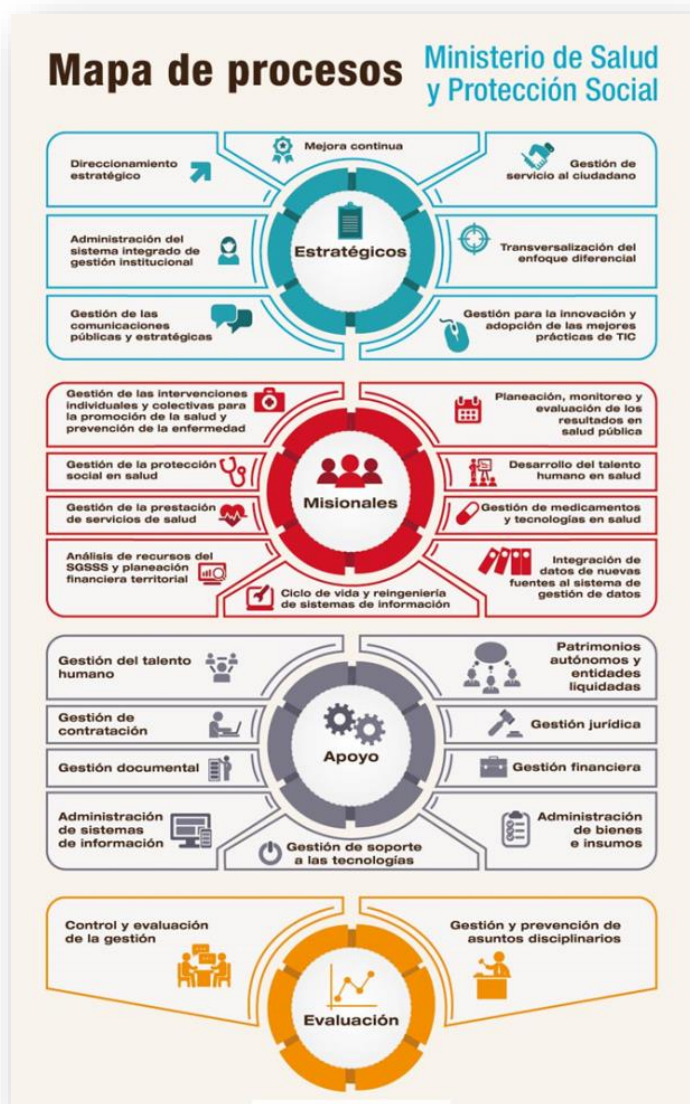 Mapa de procesos
Ministerio de Salud
y Protección Social
Mejora continua
Direccionamiento
estratégico
Gestión de
servicio al ciudadano
Estratégicos
Administración del
sistema integrado de
gestión institucional
Transversalización del
enfoque diferencial
Gestión de las
comunicaciones
públicas y estratégicas
Gestión para la innovación y
adopción de las mejores
prácticas de TIC
Gestión de las intervenciones
individuales y colectivas para
la promoción de la salud y
prevención de la enfermedad
Planeación, monitoreo y
evaluación de los
resultados en
salud pública
Gestión de la protección
social en salud
Desarrollo del talento
humano en salud
Misionales
Gestión de la prestación
de servicios de salud
Gestión de medicamentos
y tecnologías en salud
Análisis de recursos del
SGSSS y planeación
financiera territorial
Integración de
datos de nuevas
fuentes al sistema de
gestión de datos
Ciclo de vida y reingeniería
de sistemas de información
Gestión del talento
humano
Patrimonios
autónomos y
entidades
liquidadas
Gestión de
contratación
Gestión jurídica
Apoyo
Gestión documental
Gestión financiera
Administración
de sistemas
de información
Administración
de bienes
e insumos
Gestión de soporte
a las tecnologías
Control y evaluación
de la gestión
Gestión y prevención de
asuntos disciplinarios
Evaluación